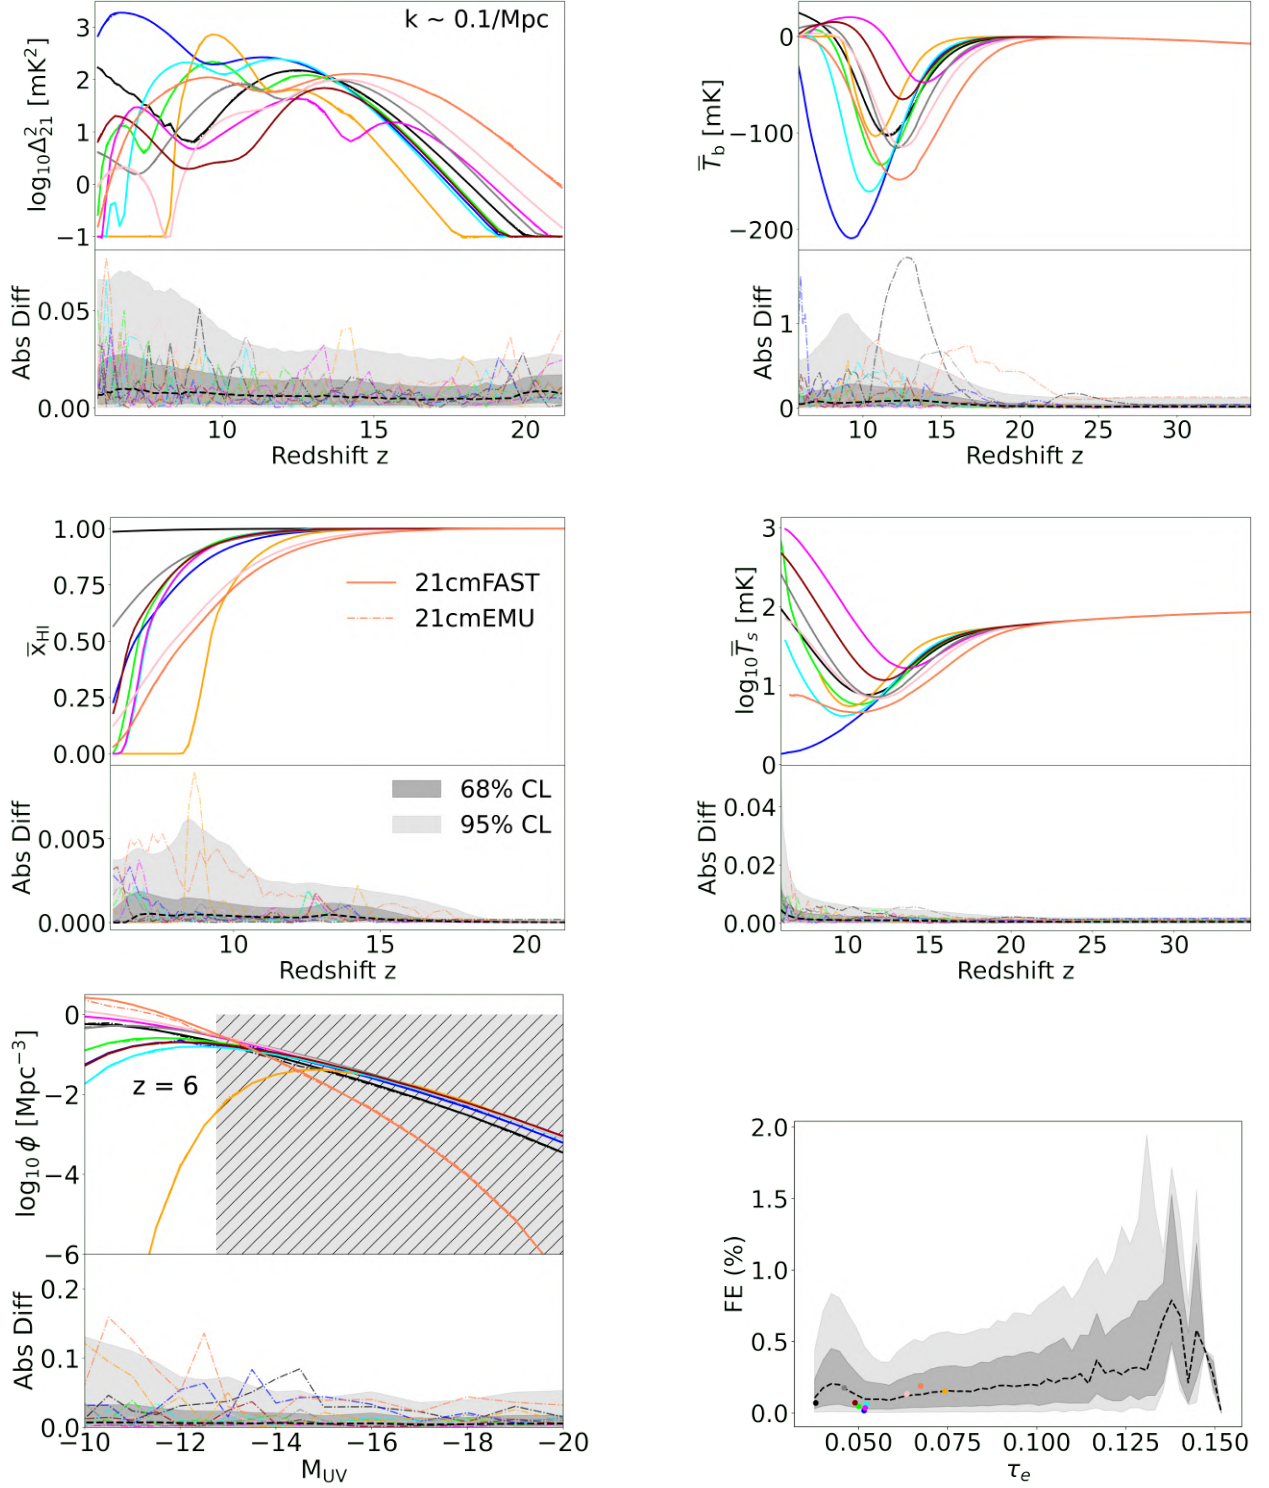 k ~ 0.1/Mpc
log₁₀Δ²₂₁ [mK²]
3
2
1
0
−1
Abs Diff
0.05
0.00
10
15
20
Redshift z
T̅b [mK]
0
−100
−200
Abs Diff
1
0
10
15
20
25
30
Redshift z
x̅HI
1.00
0.75
0.50
0.25
0.00
21cmFAST
21cmEMU
Abs Diff
0.005
0.000
68% CL
95% CL
10
15
20
Redshift z
log₁₀T̅s [mK]
3
2
1
0
Abs Diff
0.04
0.02
0.00
10
15
20
25
30
Redshift z
log₁₀ ϕ [Mpc⁻³]
0
−2
−4
−6
z = 6
Abs Diff
0.2
0.1
0.0
−10
−12
−14
−16
−18
−20
MUV
FE (%)
2.0
1.5
1.0
0.5
0.0
0.050
0.075
0.100
0.125
0.150
τe